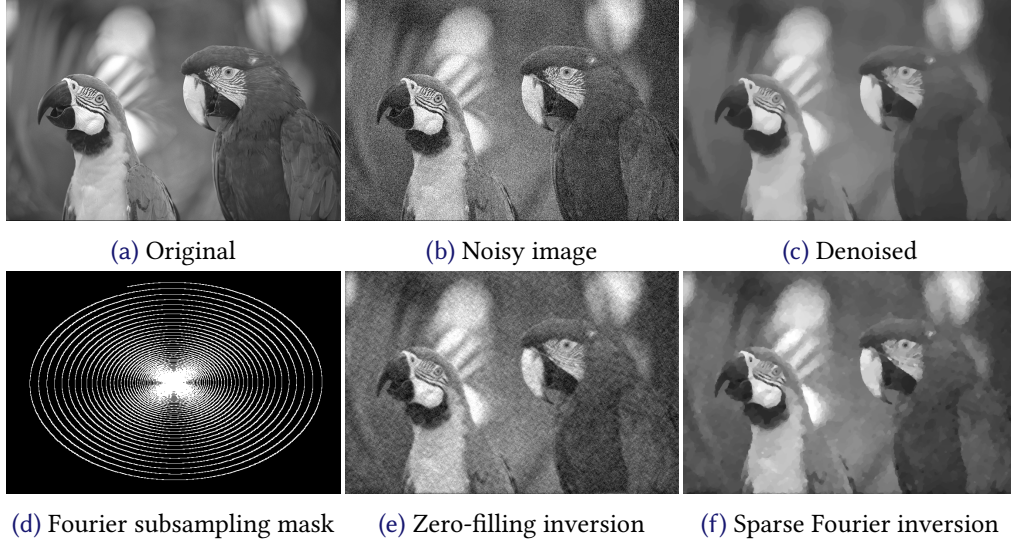 (a) Original
(b) Noisy image
(c) Denoised
(d) Fourier subsampling mask
(e) Zero-filling inversion
(f) Sparse Fourier inversion